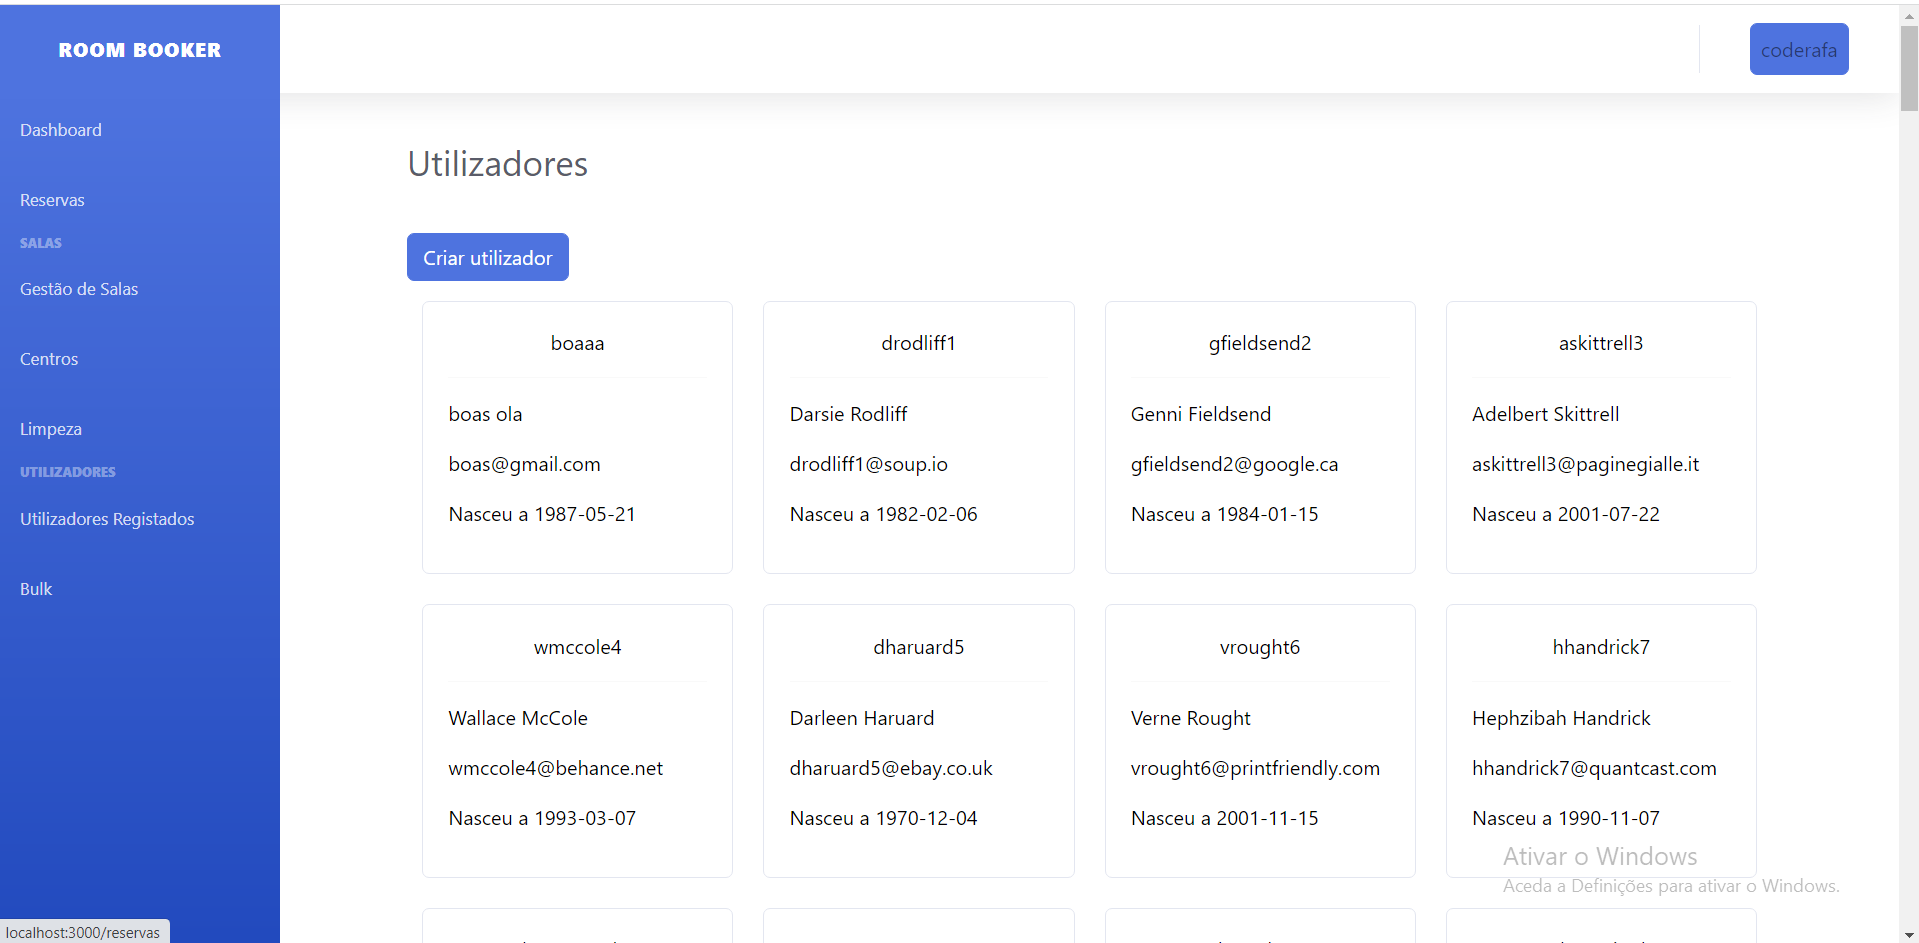 ROOM BOOKER
coderafa
Dashboard
Reservas
SALAS
Gestão de Salas
Centros
Limpeza
UTILIZADORES
Utilizadores Registados
Bulk
Utilizadores
Criar utilizador
boaaa
boas ola
boas@gmail.com
Nasceu a 1987-05-21
drodliff1
Darsie Rodliff
drodliff1@soup.io
Nasceu a 1982-02-06
gfieldsend2
Genni Fieldsend
gfieldsend2@google.ca
Nasceu a 1984-01-15
askittrell3
Adelbert Skittrell
askittrell3@paginegialle.it
Nasceu a 2001-07-22
wmccole4
Wallace McCole
wmccole4@behance.net
Nasceu a 1993-03-07
dharuard5
Darleen Haruard
dharuard5@ebay.co.uk
Nasceu a 1970-12-04
vrought6
Verne Rought
vrought6@printfriendly.com
Nasceu a 2001-11-15
hhandrick7
Hephzibah Handrick
hhandrick7@quantcast.com
Nasceu a 1990-11-07
Ativar o Windows
Aceda a Definições para ativar o Windows.
localhost:3000/reservas